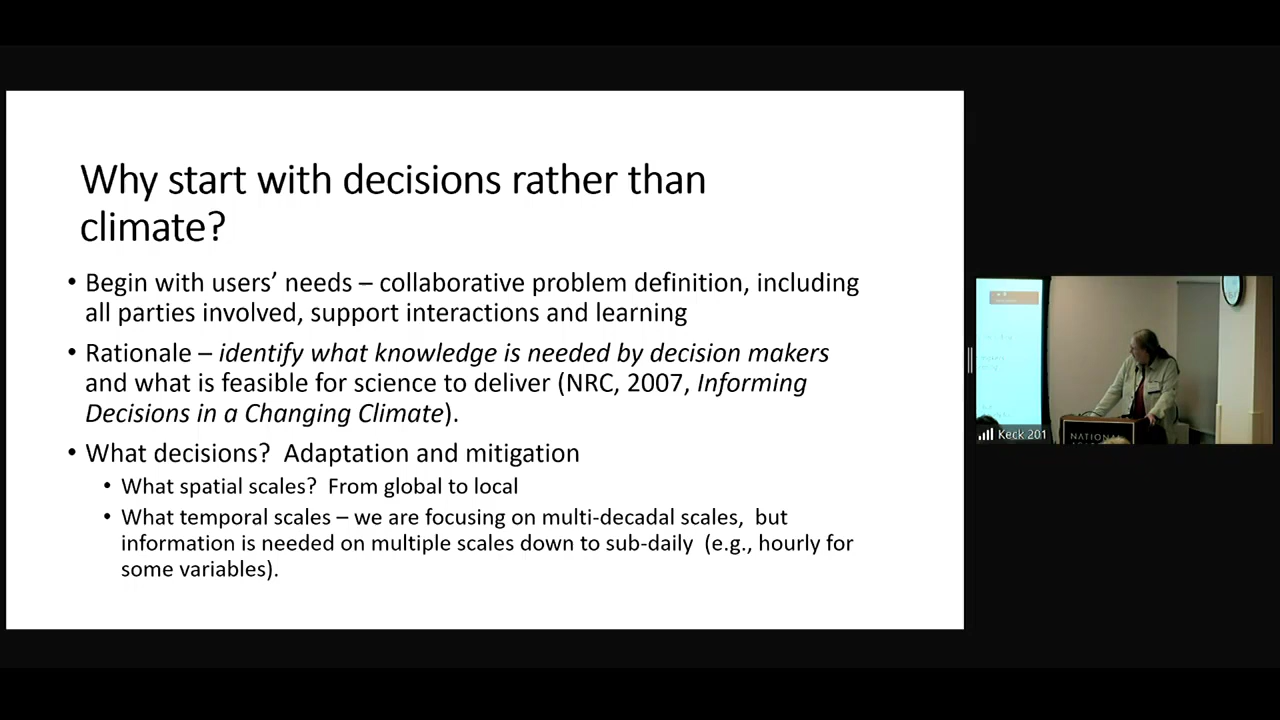 Why start with decisions rather than
climate?
• Begin with users’ needs – collaborative problem definition, including
all parties involved, support interactions and learning
• Rationale – identify what knowledge is needed by decision makers
and what is feasible for science to deliver (NRC, 2007, Informing
Decisions in a Changing Climate).
• What decisions?  Adaptation and mitigation
• What spatial scales?  From global to local
• What temporal scales – we are focusing on multi-decadal scales,  but
information is needed on multiple scales down to sub-daily  (e.g., hourly for
some variables).
Keck 201
NATIONAL